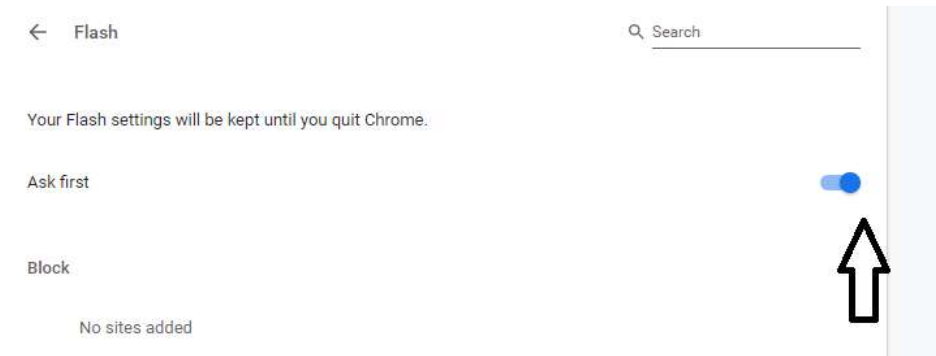 Flash
Search
Your Flash settings will be kept until you quit Chrome.
Ask first
Block
No sites added